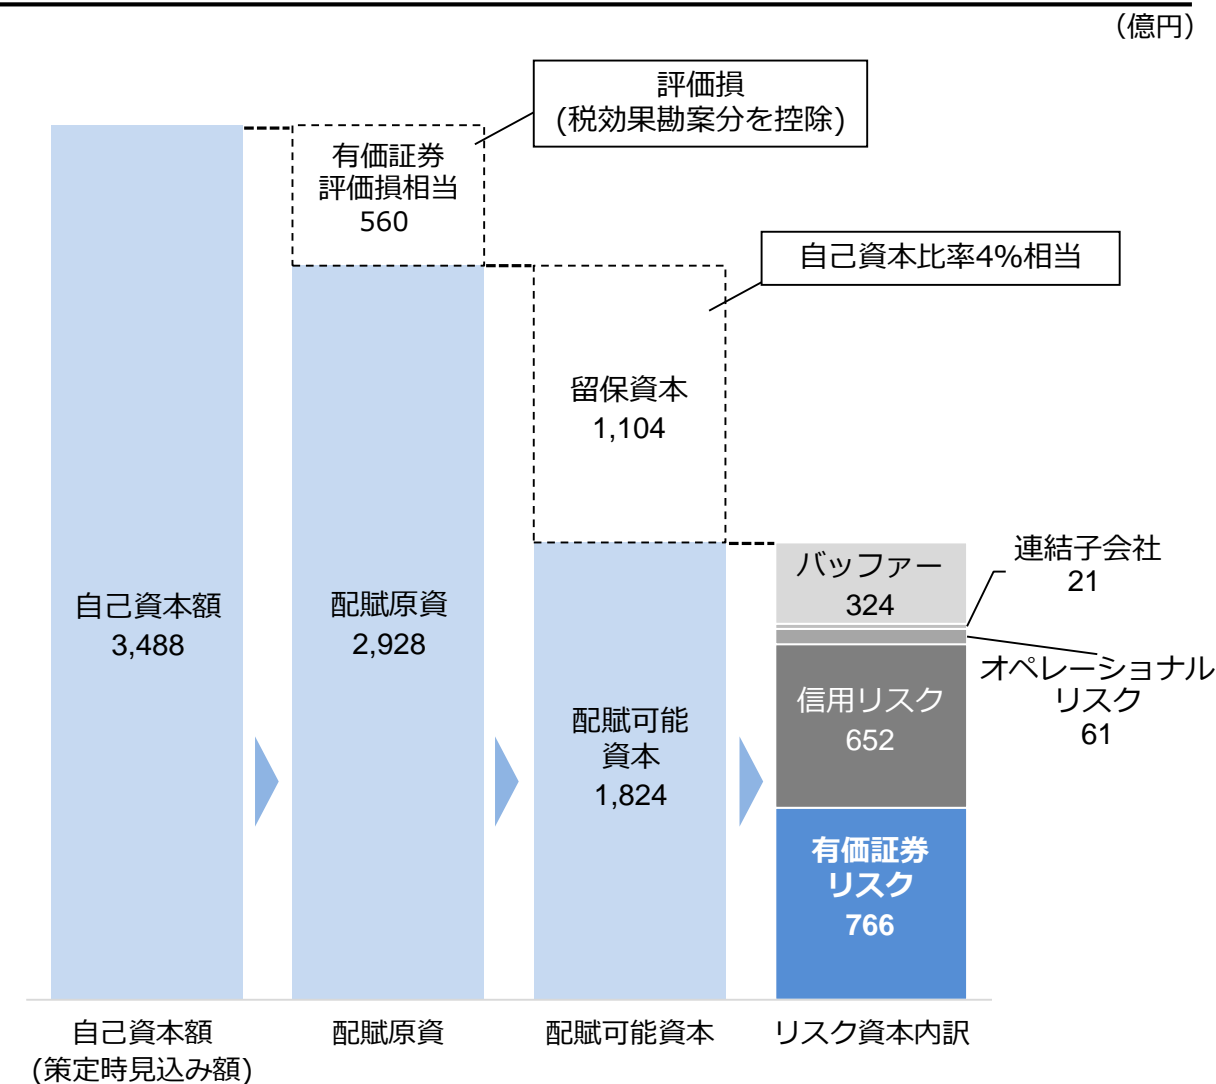 (億円)
評価損
(税効果勘案分を控除)
有価証券
評価損相当
560
自己資本比率4%相当
留保資本
1,104
自己資本額
3,488
配賦原資
2,928
配賦可能
資本
1,824
バッファー
324
連結子会社
21
オペレーショナル
リスク
61
信用リスク
652
有価証券
リスク
766
自己資本額
(策定時見込み額)
配賦原資
配賦可能資本
リスク資本内訳